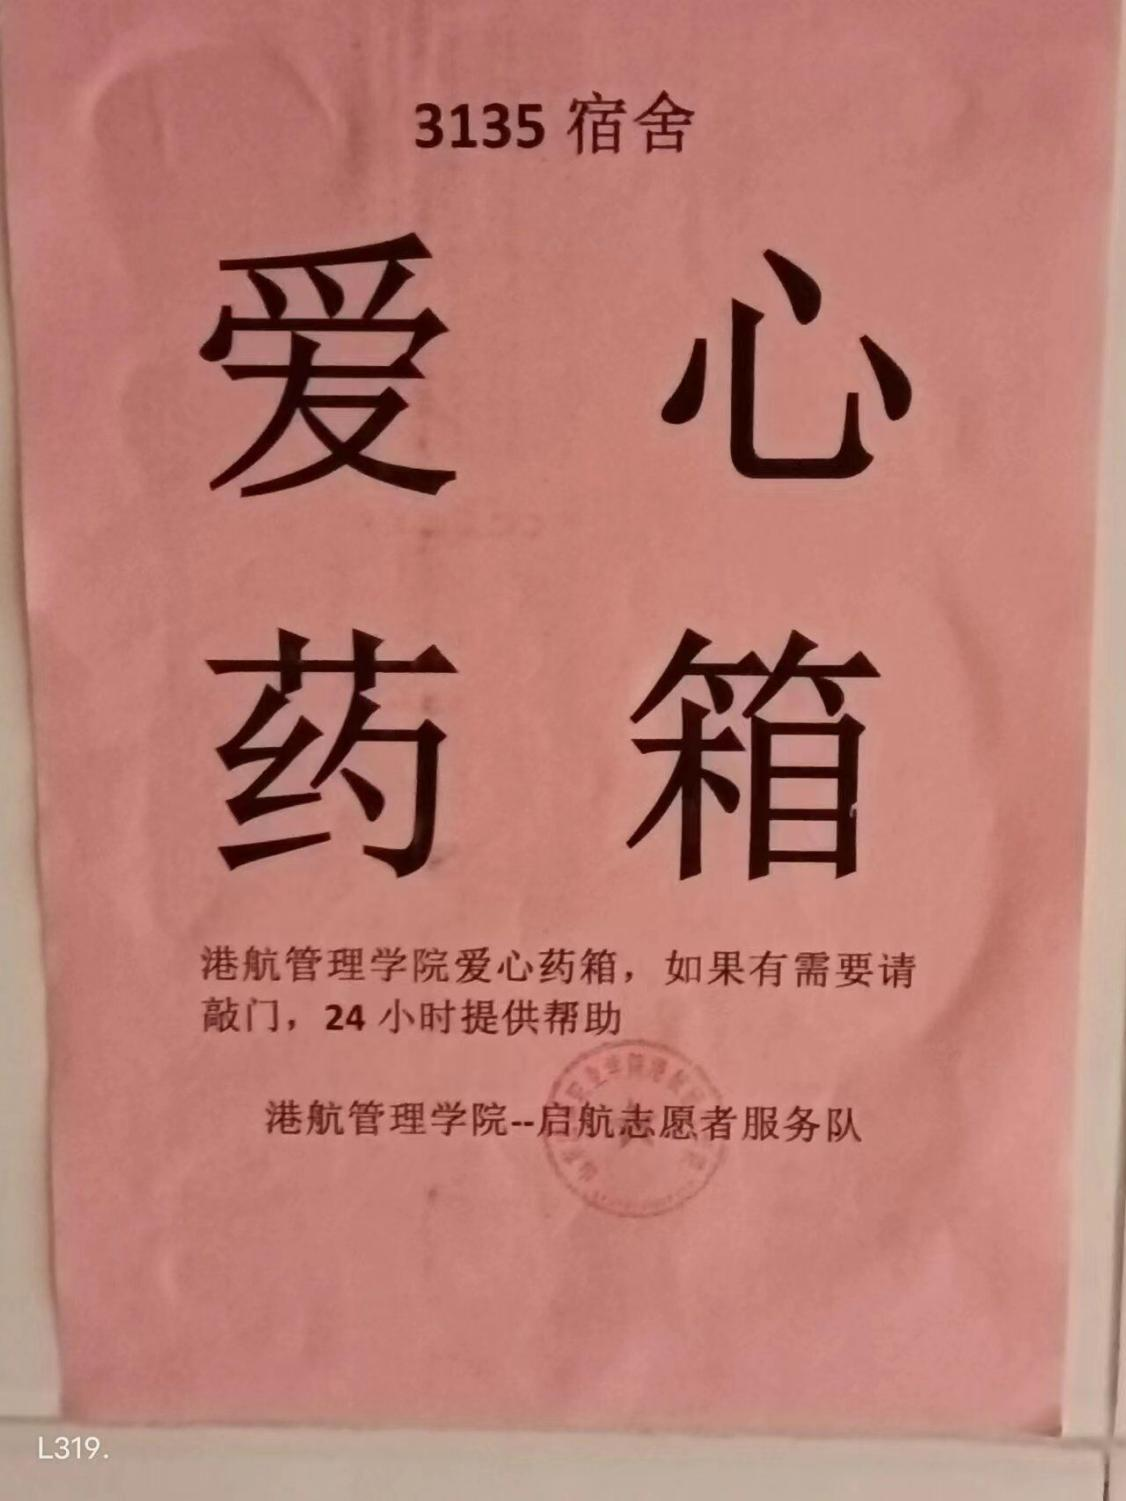 3135 宿舍
爱 心
药 箱
港航管理学院爱心药箱，如果有需要请
敲门，24 小时提供帮助
港航管理学院--启航志愿者服务队
L319.